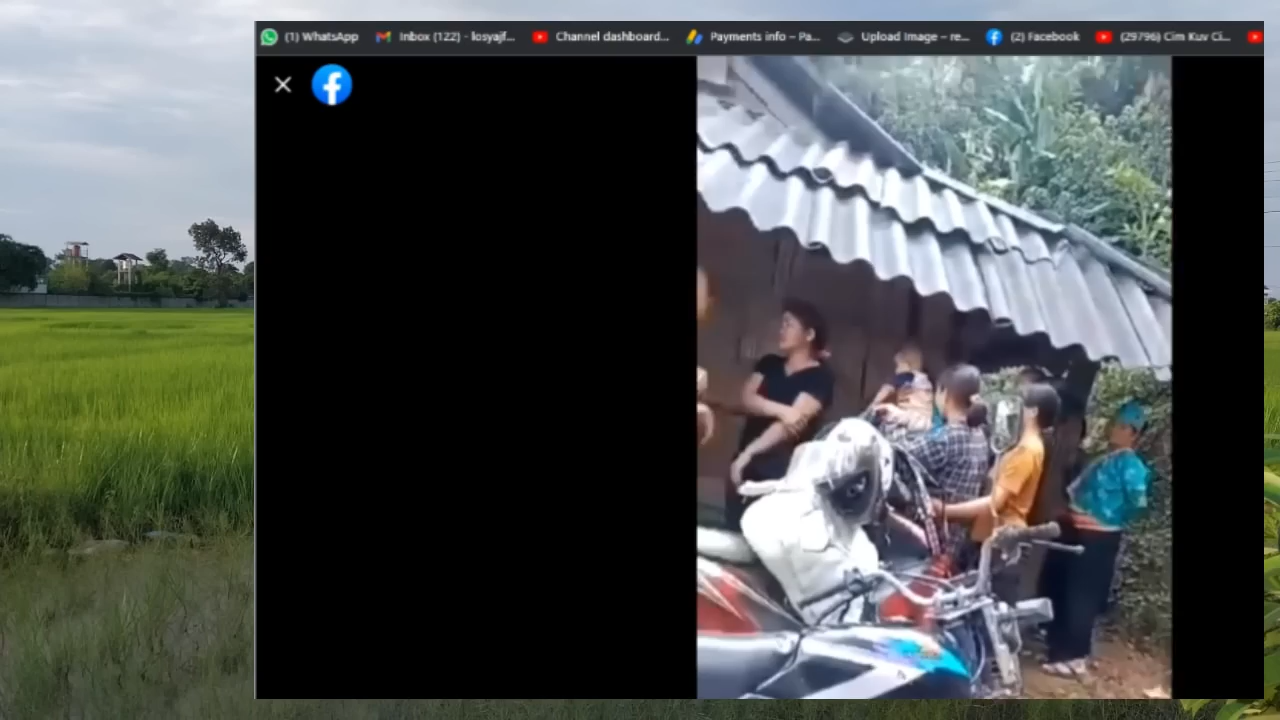 (1) WhatsApp
Inbox (122) - losyajf...
Channel dashboard...
Payments info – Pa...
Upload Image – re...
(2) Facebook
(29796) Cim Kuv Ci...